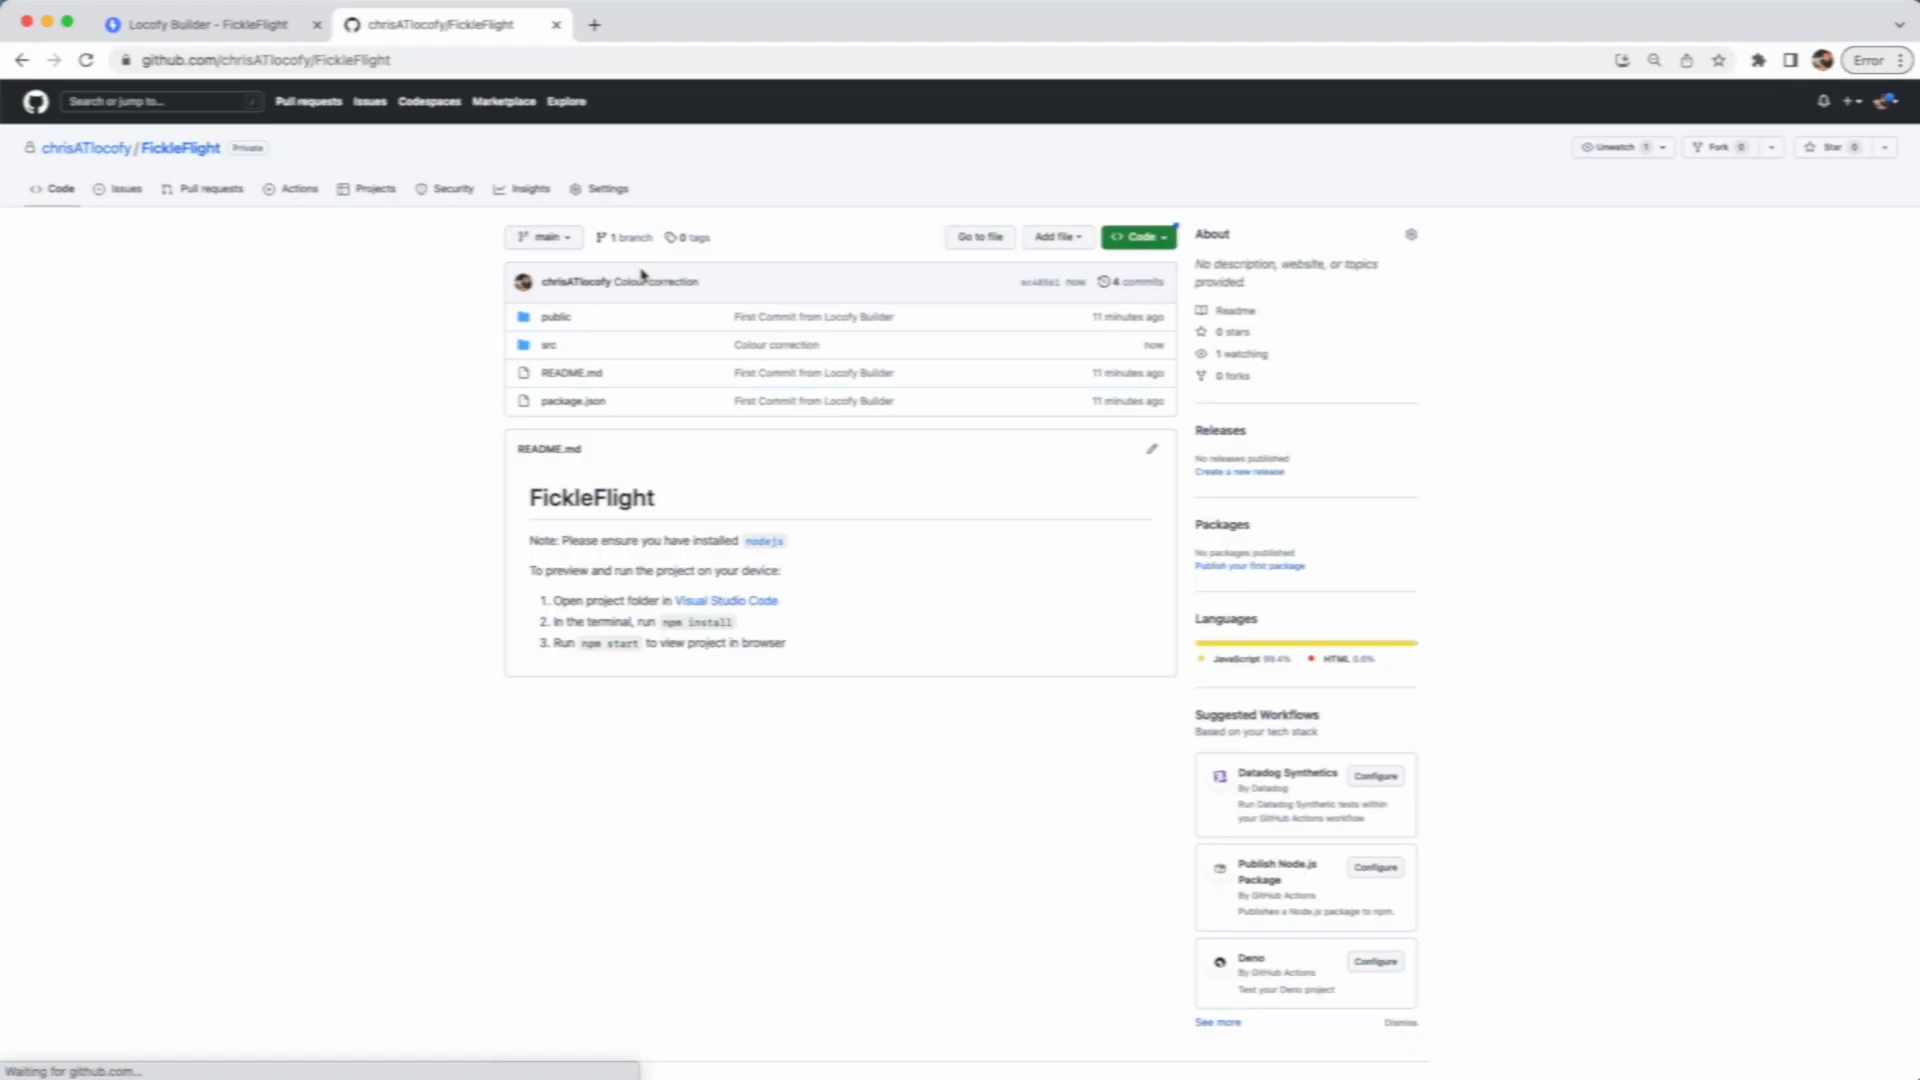 Locofy Builder - FickleFlight
chrisATlocofy/FickleFlight
github.com/chrisATlocofy/FickleFlight
Error
Search or jump to... /
Pull requests Issues Codespaces Marketplace Explore
chrisATlocofy / FickleFlight Private
Unwatch 1 Fork 0 Star 0
Code Issues Pull requests Actions Projects Security Insights Settings
main 1 branch 0 tags Go to file Add file Code
chrisATlocofy Colour correction now 4 commits
public First Commit from Locofy Builder 11 minutes ago
src Colour correction now
README.md First Commit from Locofy Builder 11 minutes ago
package.json First Commit from Locofy Builder 11 minutes ago
README.md
FickleFlight
Note: Please ensure you have installed nodejs
To preview and run the project on your device:
1. Open project folder in Visual Studio Code
2. In the terminal, run npm install
3. Run npm start to view project in browser
About
No description, website, or topics
provided.
Readme
0 stars
1 watching
0 forks
Releases
No releases published
Create a new release
Packages
No packages published
Publish your first package
Languages
JavaScript 99.4% HTML 0.6%
Suggested Workflows
Based on your tech stack
Datadog Synthetics Configure
By Datadog
Run Datadog Synthetic tests within
your GitHub Actions workflow
Publish Node.js Configure
Package
By GitHub Actions
Publishes a Node.js package to npm.
Deno Configure
By GitHub Actions
Test your Deno project
See more Dismiss
Waiting for github.com...